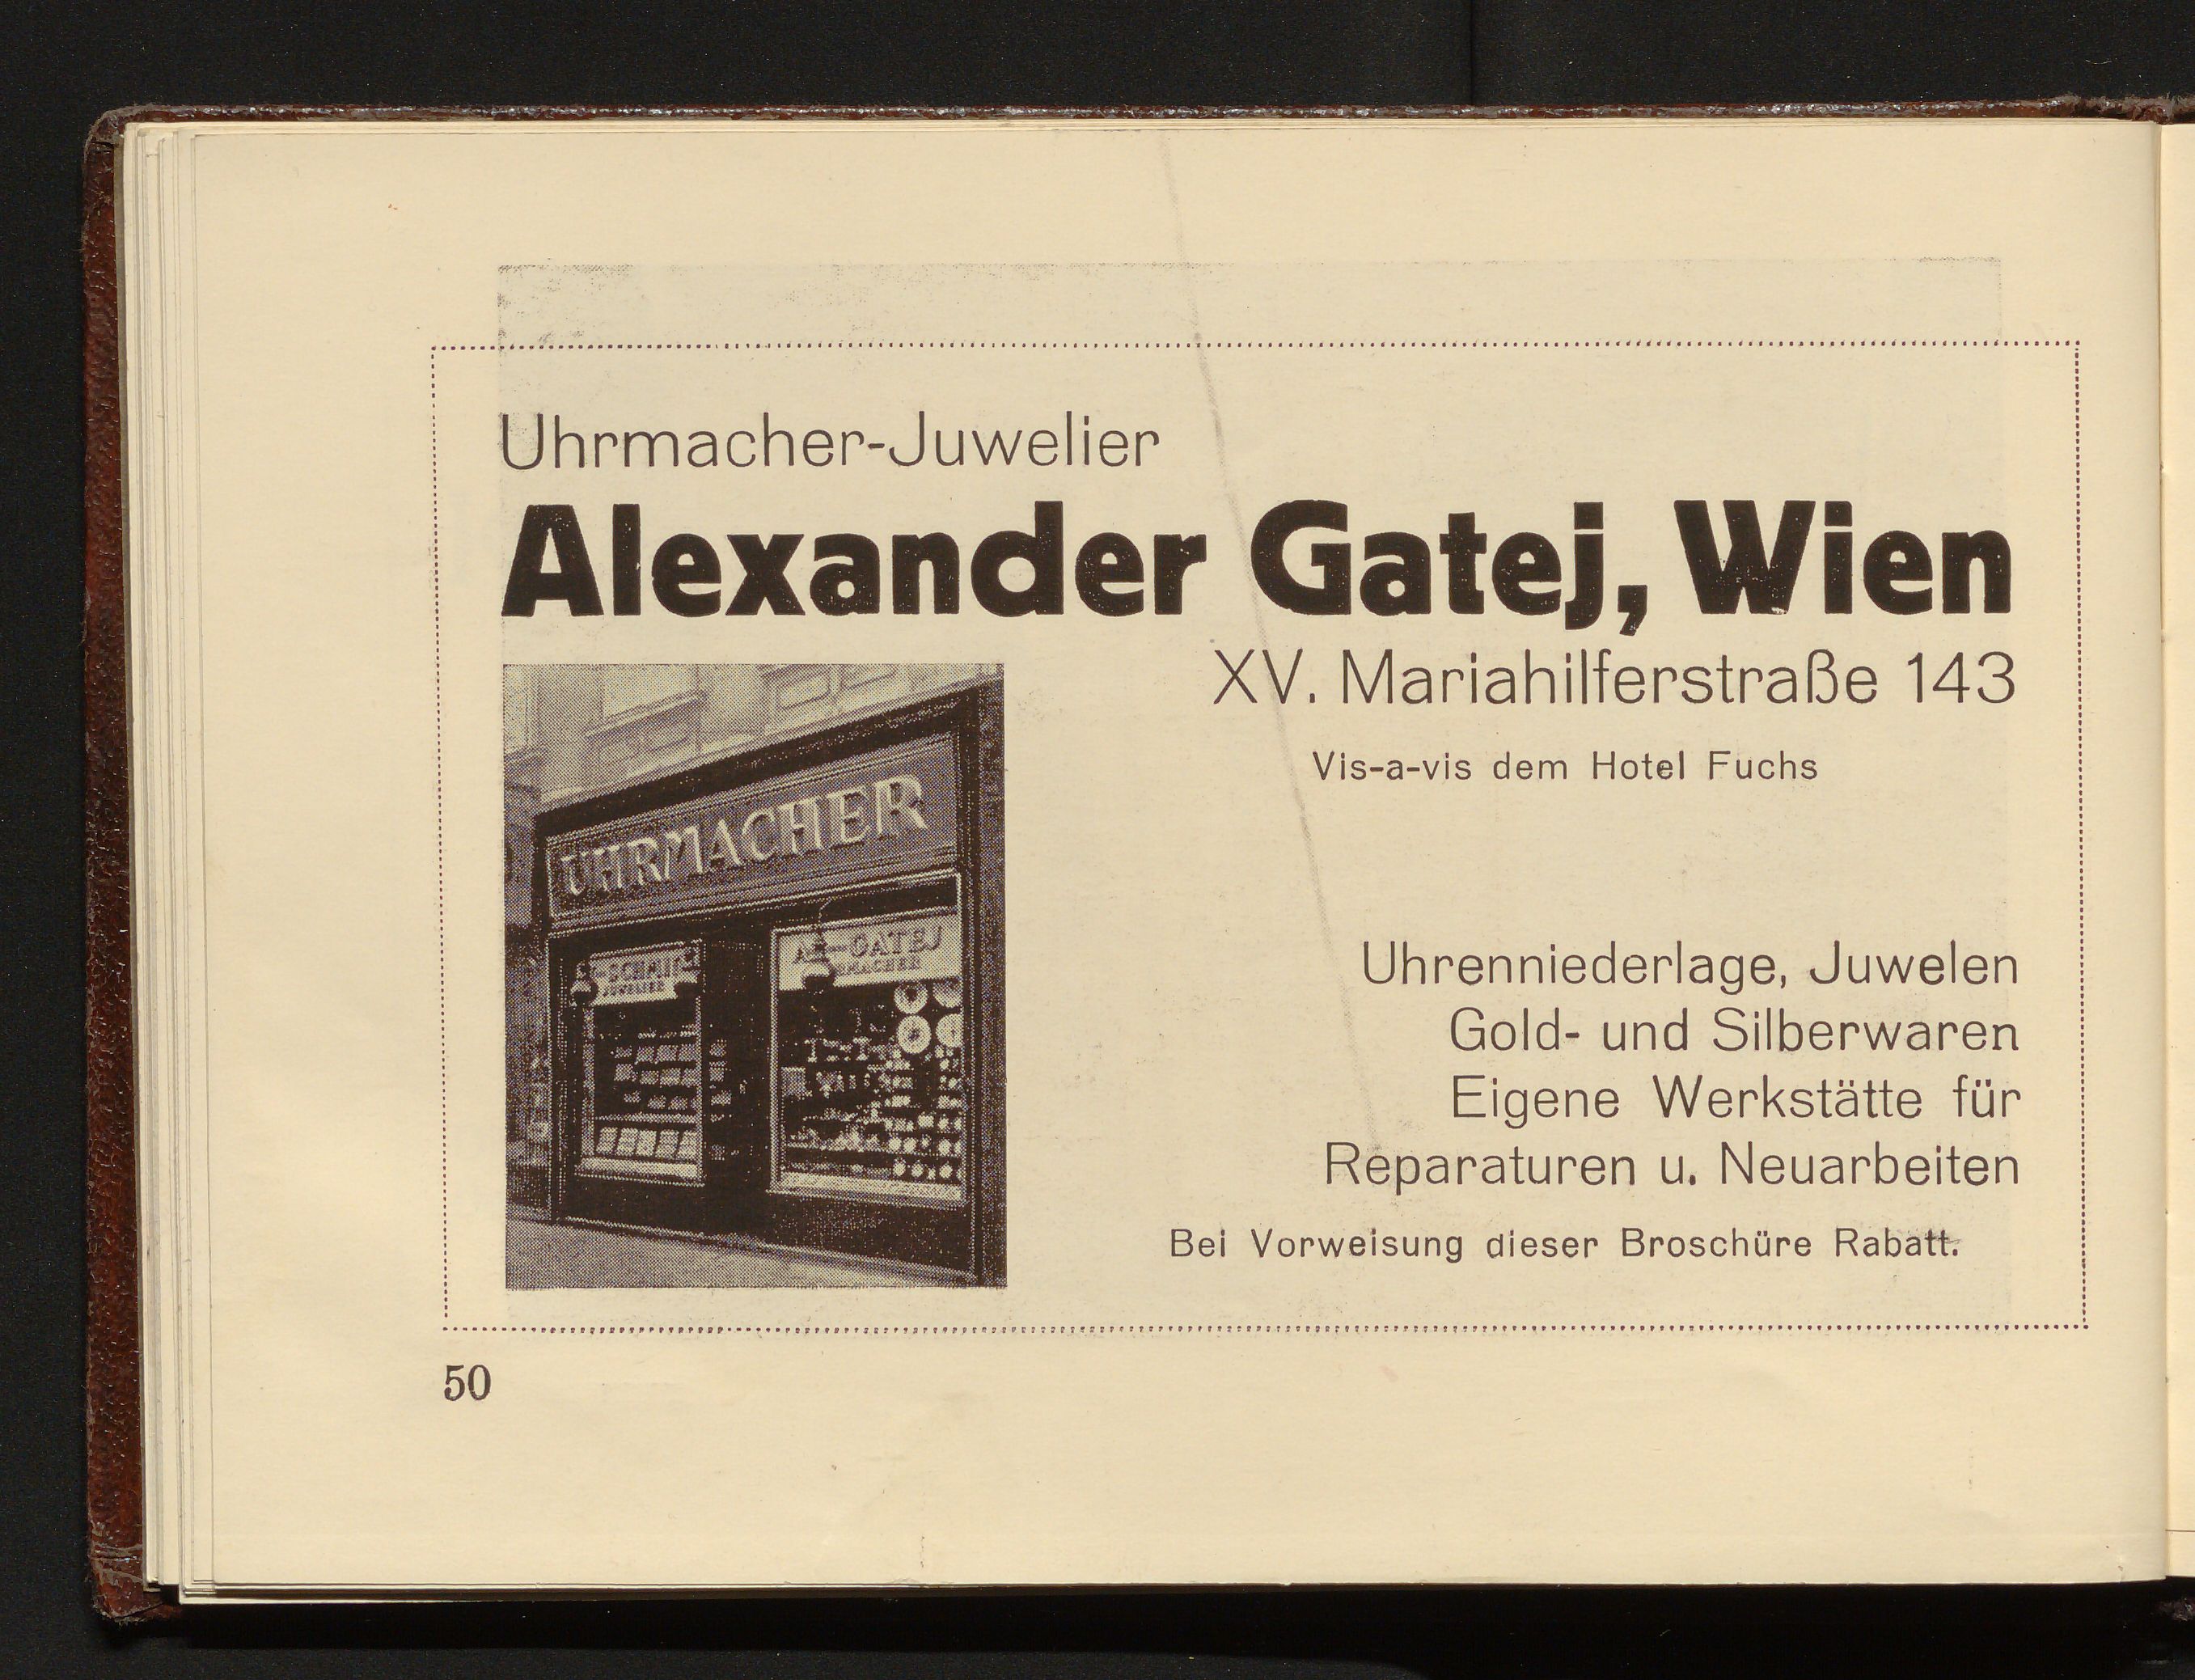 Uhrmacher-Juwelier
Alexander Gatej, Wien
XV. Mariahilferstraße 143
Vis-a-vis dem Hotel Fuchs
UHRMACHER
GATEJ
JUWELIER
Uhrenniederlage, Juwelen
Gold- und Silberwaren
Eigene Werkstätte für
Reparaturen u. Neuarbeiten
Bei Vorweisung dieser Broschüre Rabatt.
50